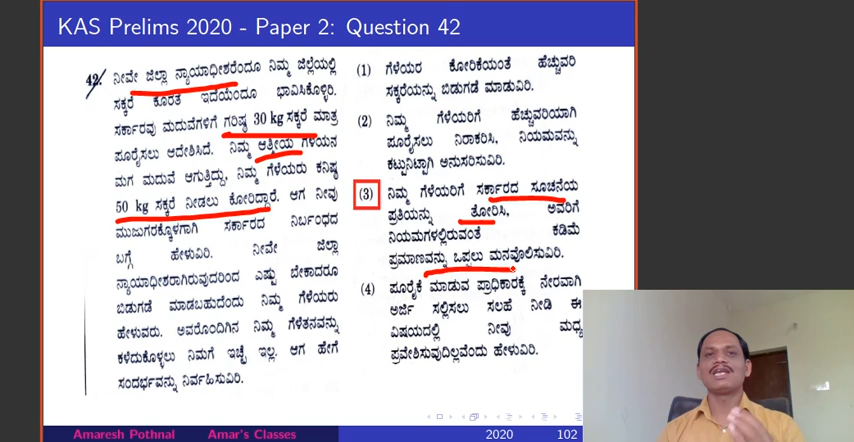 KAS Prelims 2020 - Paper 2: Question 42
42. ನೀವೇ ಜಿಲ್ಲಾ ನ್ಯಾಯಾಧೀಶರೆಂದೂ ನಿಮ್ಮ ಜಿಲ್ಲೆಯಲ್ಲಿ
ಸಕ್ಕರೆ ಕೊರತೆ ಇದೆಯೆಂದೂ ಭಾವಿಸಿಕೊಳ್ಳಿರಿ.
ಸರ್ಕಾರವು ಮದುವೆಗಳಿಗೆ ಗರಿಷ್ಠ 30 kg ಸಕ್ಕರೆ ಮಾತ್ರ
ಪೂರೈಸಲು ಆದೇಶಿಸಿದೆ. ನಿಮ್ಮ ಆತ್ಮೀಯ ಗೆಳೆಯನ
ಮಗ ಮದುವೆ ಆಗುತ್ತಿದ್ದು, ನಿಮ್ಮ ಗೆಳೆಯರು ಕನಿಷ್ಠ
50 kg ಸಕ್ಕರೆ ನೀಡಲು ಕೋರಿದ್ದಾರೆ. ಆಗ ನೀವು
ಮುಜುಗರಕ್ಕೊಳಗಾಗಿ ಸರ್ಕಾರದ ನಿರ್ಬಂಧದ
ಬಗ್ಗೆ ಹೇಳುವಿರಿ. ನೀವೇ ಜಿಲ್ಲಾ
ನ್ಯಾಯಾಧೀಶರಾಗಿರುವುದರಿಂದ ಎಷ್ಟು ಬೇಕಾದರೂ
ಬಿಡುಗಡೆ ಮಾಡಬಹುದೆಂದು ನಿಮ್ಮ ಗೆಳೆಯರು
ಹೇಳುವರು. ಅವರೊಂದಿಗಿನ ನಿಮ್ಮ ಗೆಳೆತನವನ್ನು
ಕಳೆದುಕೊಳ್ಳಲು ನಿಮಗೆ ಇಚ್ಛೆ ಇಲ್ಲ. ಆಗ ಹೇಗೆ
ಸಂದರ್ಭವನ್ನು ನಿರ್ವಹಿಸುವಿರಿ.
(1) ಗೆಳೆಯರ ಕೋರಿಕೆಯಂತೆ ಹೆಚ್ಚುವರಿ
ಸಕ್ಕರೆಯನ್ನು ಬಿಡುಗಡೆ ಮಾಡುವಿರಿ.
(2) ನಿಮ್ಮ ಗೆಳೆಯರಿಗೆ ಹೆಚ್ಚುವರಿಯಾಗಿ
ಪೂರೈಸಲು ನಿರಾಕರಿಸಿ, ನಿಯಮವನ್ನು
ಕಟ್ಟುನಿಟ್ಟಾಗಿ ಅನುಸರಿಸುವಿರಿ.
(3) ನಿಮ್ಮ ಗೆಳೆಯರಿಗೆ ಸರ್ಕಾರದ ಸೂಚನೆಯ
ಪ್ರತಿಯನ್ನು ತೋರಿಸಿ, ಅವರಿಗೆ
ನಿಯಮಗಳಲ್ಲಿರುವಂತೆ ಕಡಿಮೆ
ಪ್ರಮಾಣವನ್ನು ಒಪ್ಪಲು ಮನವೊಲಿಸುವಿರಿ.
(4) ಪೂರೈಕೆ ಮಾಡುವ ಪ್ರಾಧಿಕಾರಕ್ಕೆ ನೇರವಾಗಿ
ಅರ್ಜಿ ಸಲ್ಲಿಸಲು ಸಲಹೆ ನೀಡಿ ಈ
ವಿಷಯದಲ್ಲಿ ನೀವು ಮಧ್ಯ
ಪ್ರವೇಶಿಸುವುದಿಲ್ಲವೆಂದು ಹೇಳುವಿರಿ.
Amaresh Pothnal Amar's Classes 2020 102